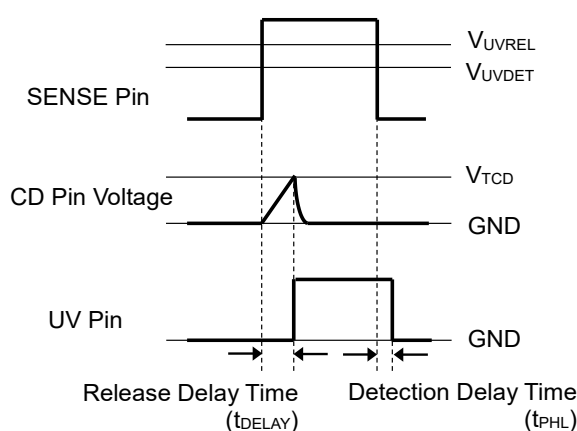 VUVREL
VUVDET
SENSE Pin
VTCD
CD Pin Voltage
GND
UV Pin
GND
Release Delay Time
(tDELAY)
Detection Delay Time
(tPHL)